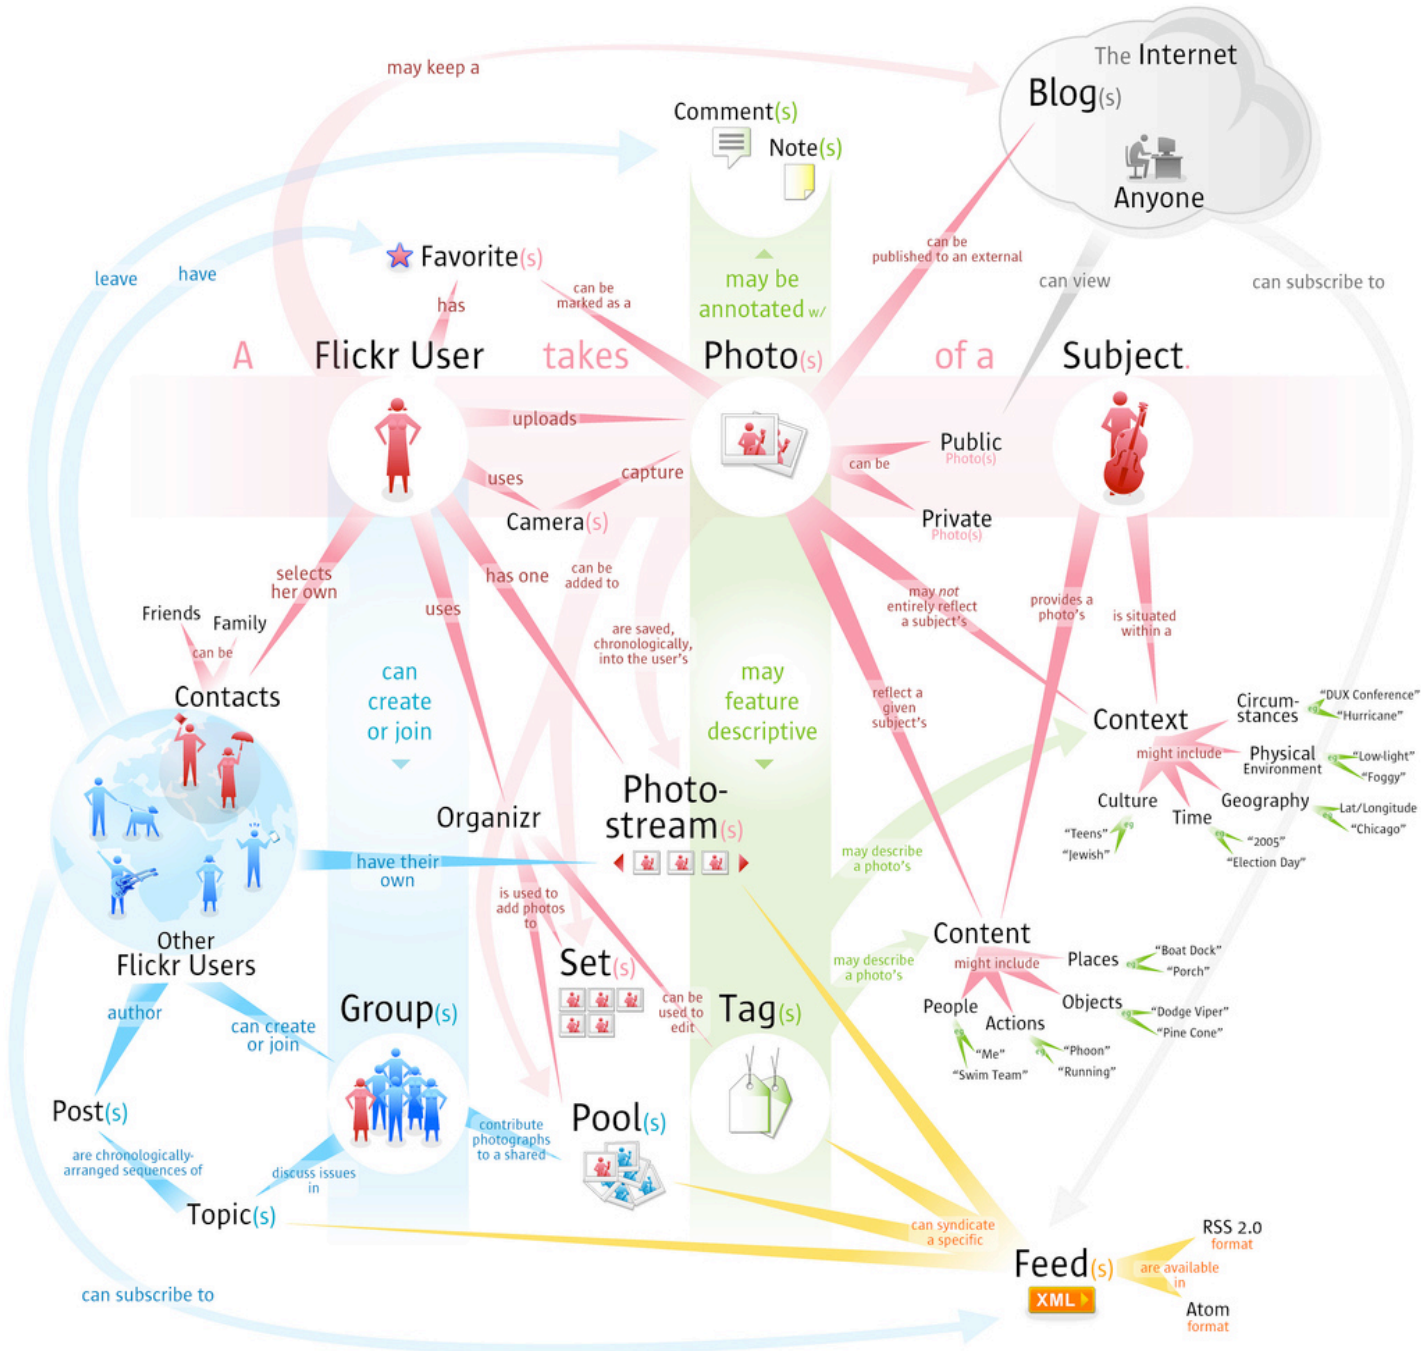 may keep a
The Internet
Blog(s)
Anyone
Comment(s)
Note(s)
leave
have
Favorite(s)
has
can be
marked as a
may be
annotated w/
can be
published to an external
can view
can subscribe to
A Flickr User takes Photo(s) of a Subject.
uploads
uses
capture
Camera(s)
can be
Public
Photo(s)
Private
Photo(s)
selects
her own
uses
has one
can be
added to
are saved,
chronologically,
into the user's
may not
entirely reflect
a subject's
provides a
photo's
is situated
within a
Friends
Family
can be
Contacts
can
create
or join
may
feature
descriptive
reflect a
given
subject's
Context
might include
Circum-
stances
eg
"DUX Conference"
"Hurricane"
Physical
Environment
eg
"Low-light"
"Foggy"
Geography
eg
Lat/Longitude
"Chicago"
Time
eg
"2005"
"Election Day"
Culture
eg
"Teens"
"Jewish"
Organizr
Photo-
stream(s)
have their
own
may describe
a photo's
is used to
add photos
to
Other
Flickr Users
author
can create
or join
Group(s)
Set(s)
can be
used to
edit
Tag(s)
may describe
a photo's
Content
might include
Places
eg
"Boat Dock"
"Porch"
Objects
eg
"Dodge Viper"
"Pine Cone"
Actions
eg
"Phoon"
"Running"
People
eg
"Me"
"Swim Team"
Post(s)
are chronologically-
arranged sequences of
discuss issues
in
Topic(s)
contribute
photographs
to a shared
Pool(s)
can syndicate
a specific
Feed(s)
XML
are available
in
RSS 2.0
format
Atom
format
can subscribe to